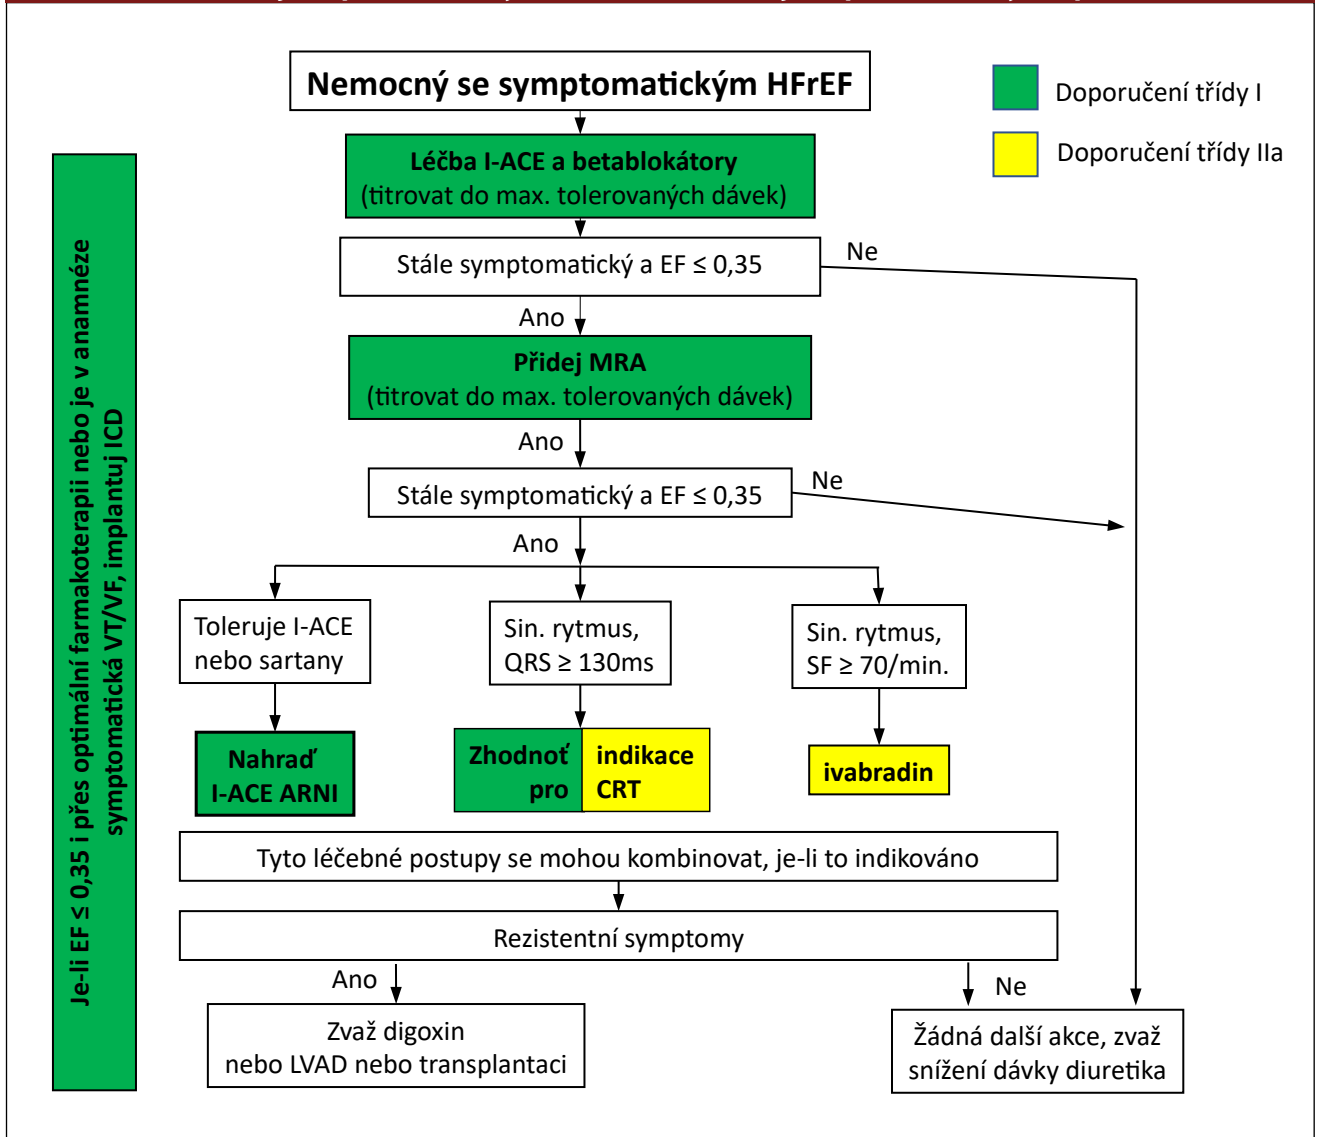 Nemocný se symptomatickým HFrEF
Doporučení třídy I
Doporučení třídy IIa
Léčba I-ACE a betablokátory
(titrovat do max. tolerovaných dávek)
Stále symptomatický a EF ≤ 0,35
Ne
Ano
Přidej MRA
(titrovat do max. tolerovaných dávek)
Ano
Stále symptomatický a EF ≤ 0,35
Ne
Ano
Toleruje I-ACE
nebo sartany
Sin. rytmus,
QRS ≥ 130ms
Sin. rytmus,
SF ≥ 70/min.
Nahraď
I-ACE ARNI
Zhodnoť indikace
pro CRT
ivabradin
Tyto léčebné postupy se mohou kombinovat, je-li to indikováno
Rezistentní symptomy
Ano
Ne
Zvaž digoxin
nebo LVAD nebo transplantaci
Žádná další akce, zvaž
snížení dávky diuretika
Je-li EF ≤ 0,35 i přes optimální farmakoterapii nebo je v anamnéze
symptomatická VT/VF, implantuj ICD